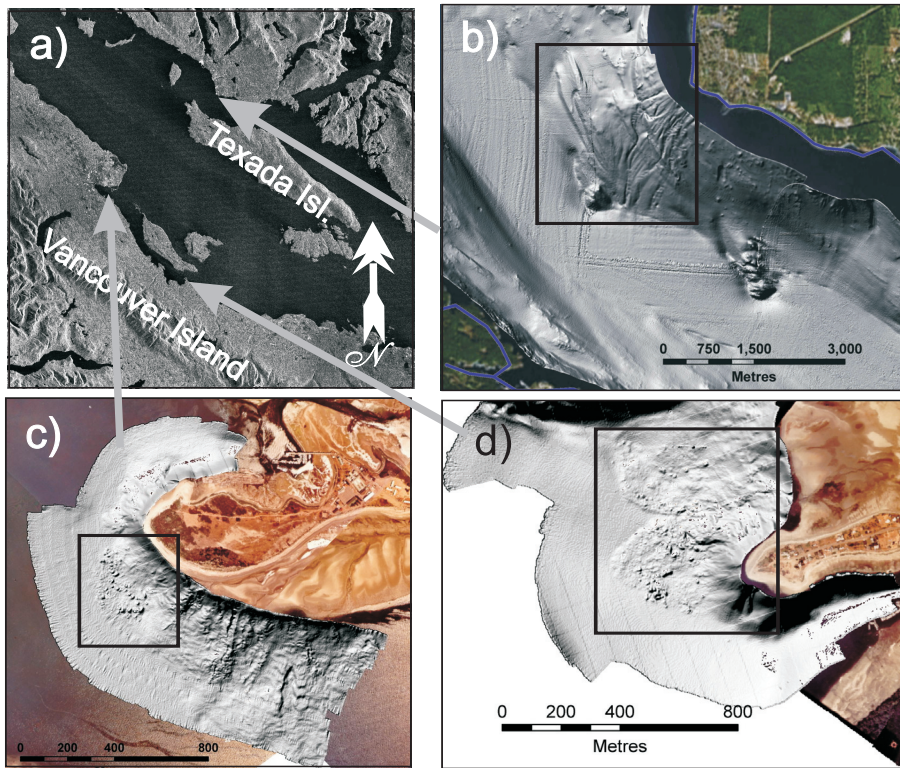 a)
Texada Isl.
Vancouver Island
N
b)
0 750 1,500 3,000
Metres
c)
0 200 400 800
d)
0 200 400 800
Metres